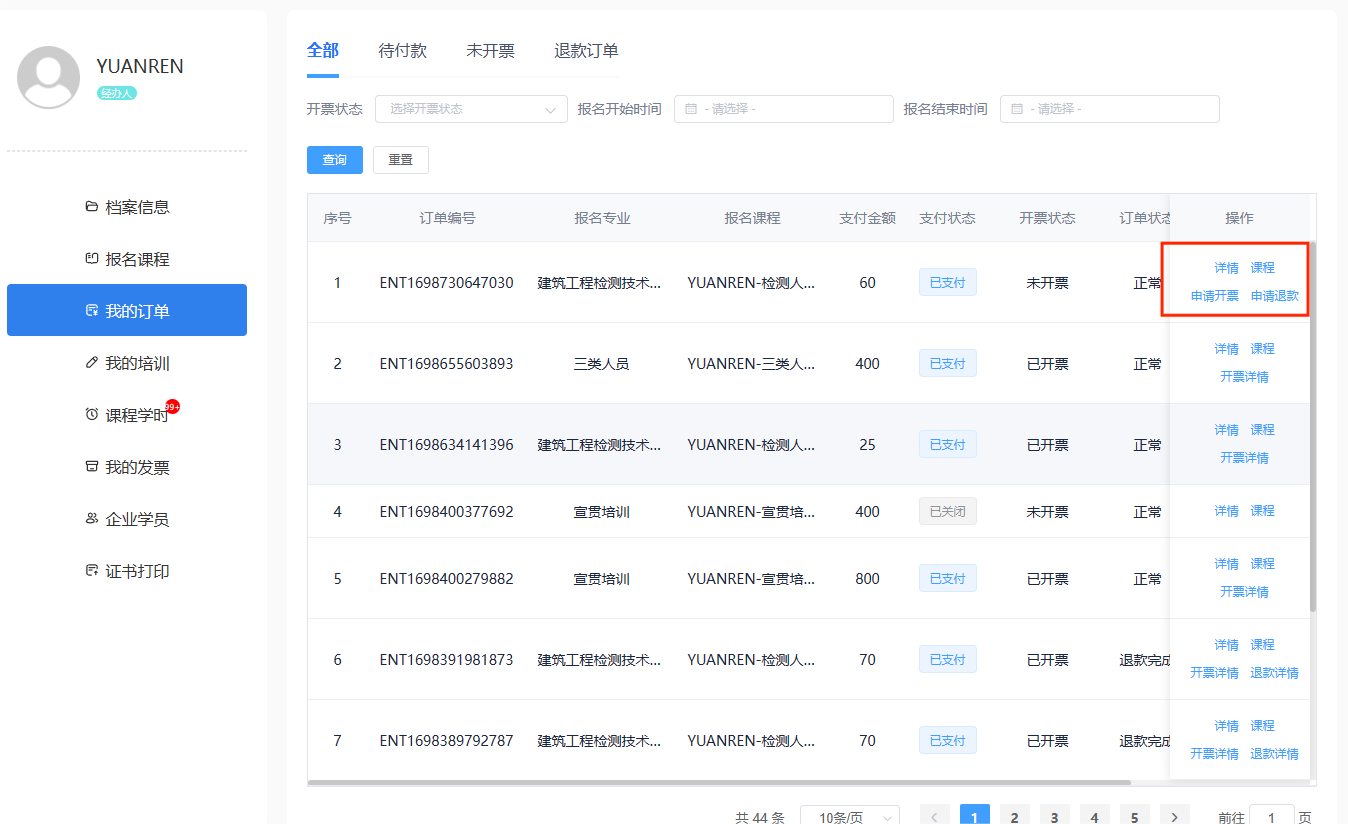 YUANREN
经办人
档案信息
报名课程
我的订单
我的培训
课程学时 99+
我的发票
企业学员
证书打印
全部 待付款 未开票 退款订单
开票状态 选择开票状态 报名开始时间 - 请选择 - 报名结束时间 - 请选择 -
查询 重置
序号 订单编号 报名专业 报名课程 支付金额 支付状态 开票状态 订单状态 操作
1 ENT1698730647030 建筑工程检测技术... YUANREN-检测人... 60 已支付 未开票 正常 详情 课程
申请开票 申请退款
2 ENT1698655603893 三类人员 YUANREN-三类人... 400 已支付 已开票 正常 详情 课程
开票详情
3 ENT1698634141396 建筑工程检测技术... YUANREN-检测人... 25 已支付 已开票 正常 详情 课程
开票详情
4 ENT1698400377692 宣贯培训 YUANREN-宣贯培... 400 已关闭 未开票 正常 详情 课程
5 ENT1698400279882 宣贯培训 YUANREN-宣贯培... 800 已支付 已开票 正常 详情 课程
开票详情
6 ENT1698391981873 建筑工程检测技术... YUANREN-检测人... 70 已支付 已开票 退款完成 详情 课程
开票详情 退款详情
7 ENT1698389792787 建筑工程检测技术... YUANREN-检测人... 70 已支付 已开票 退款完成 详情 课程
开票详情 退款详情
共 44 条 10条/页 1 2 3 4 5 前往 1 页